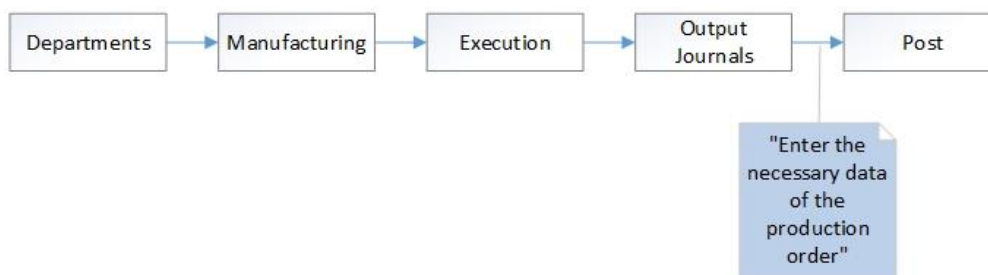 Departments
Manufacturing
Execution
Output
Journals
Post
"Enter the
necessary data
of the
production
order"